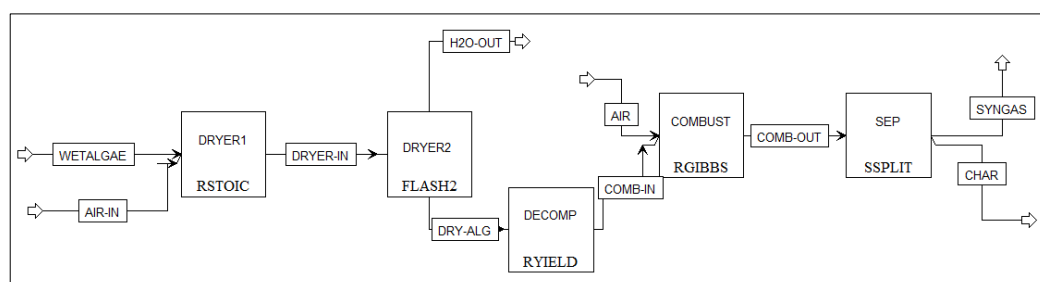 H2O-OUT
AIR
SYNGAS
WETALGAE
DRYER1
DRYER-IN
DRYER2
COMBUST
COMB-OUT
SEP
RSTOIC
FLASH2
RGIBBS
SSPLIT
CHAR
AIR-IN
COMB-IN
DRY-ALG
DECOMP
RYIELD